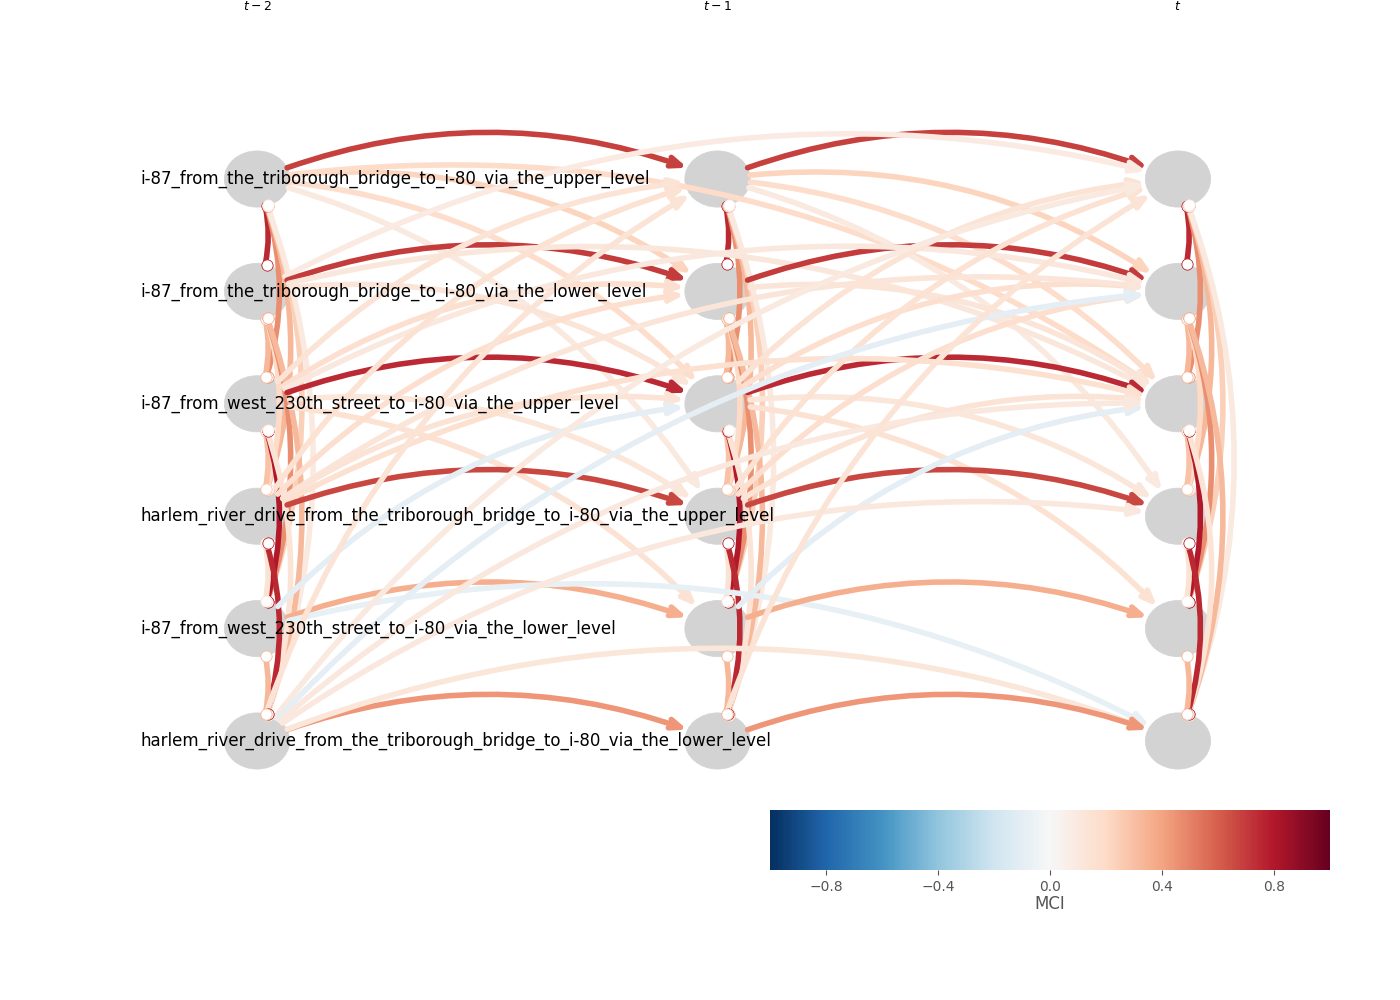 t − 2
t − 1
t
i-87_from_the_triborough_bridge_to_i-80_via_the_upper_level
i-87_from_the_triborough_bridge_to_i-80_via_the_lower_level
i-87_from_west_230th_street_to_i-80_via_the_upper_level
harlem_river_drive_from_the_triborough_bridge_to_i-80_via_the_upper_level
i-87_from_west_230th_street_to_i-80_via_the_lower_level
harlem_river_drive_from_the_triborough_bridge_to_i-80_via_the_lower_level
−0.8
−0.4
0.0
0.4
0.8
MCI